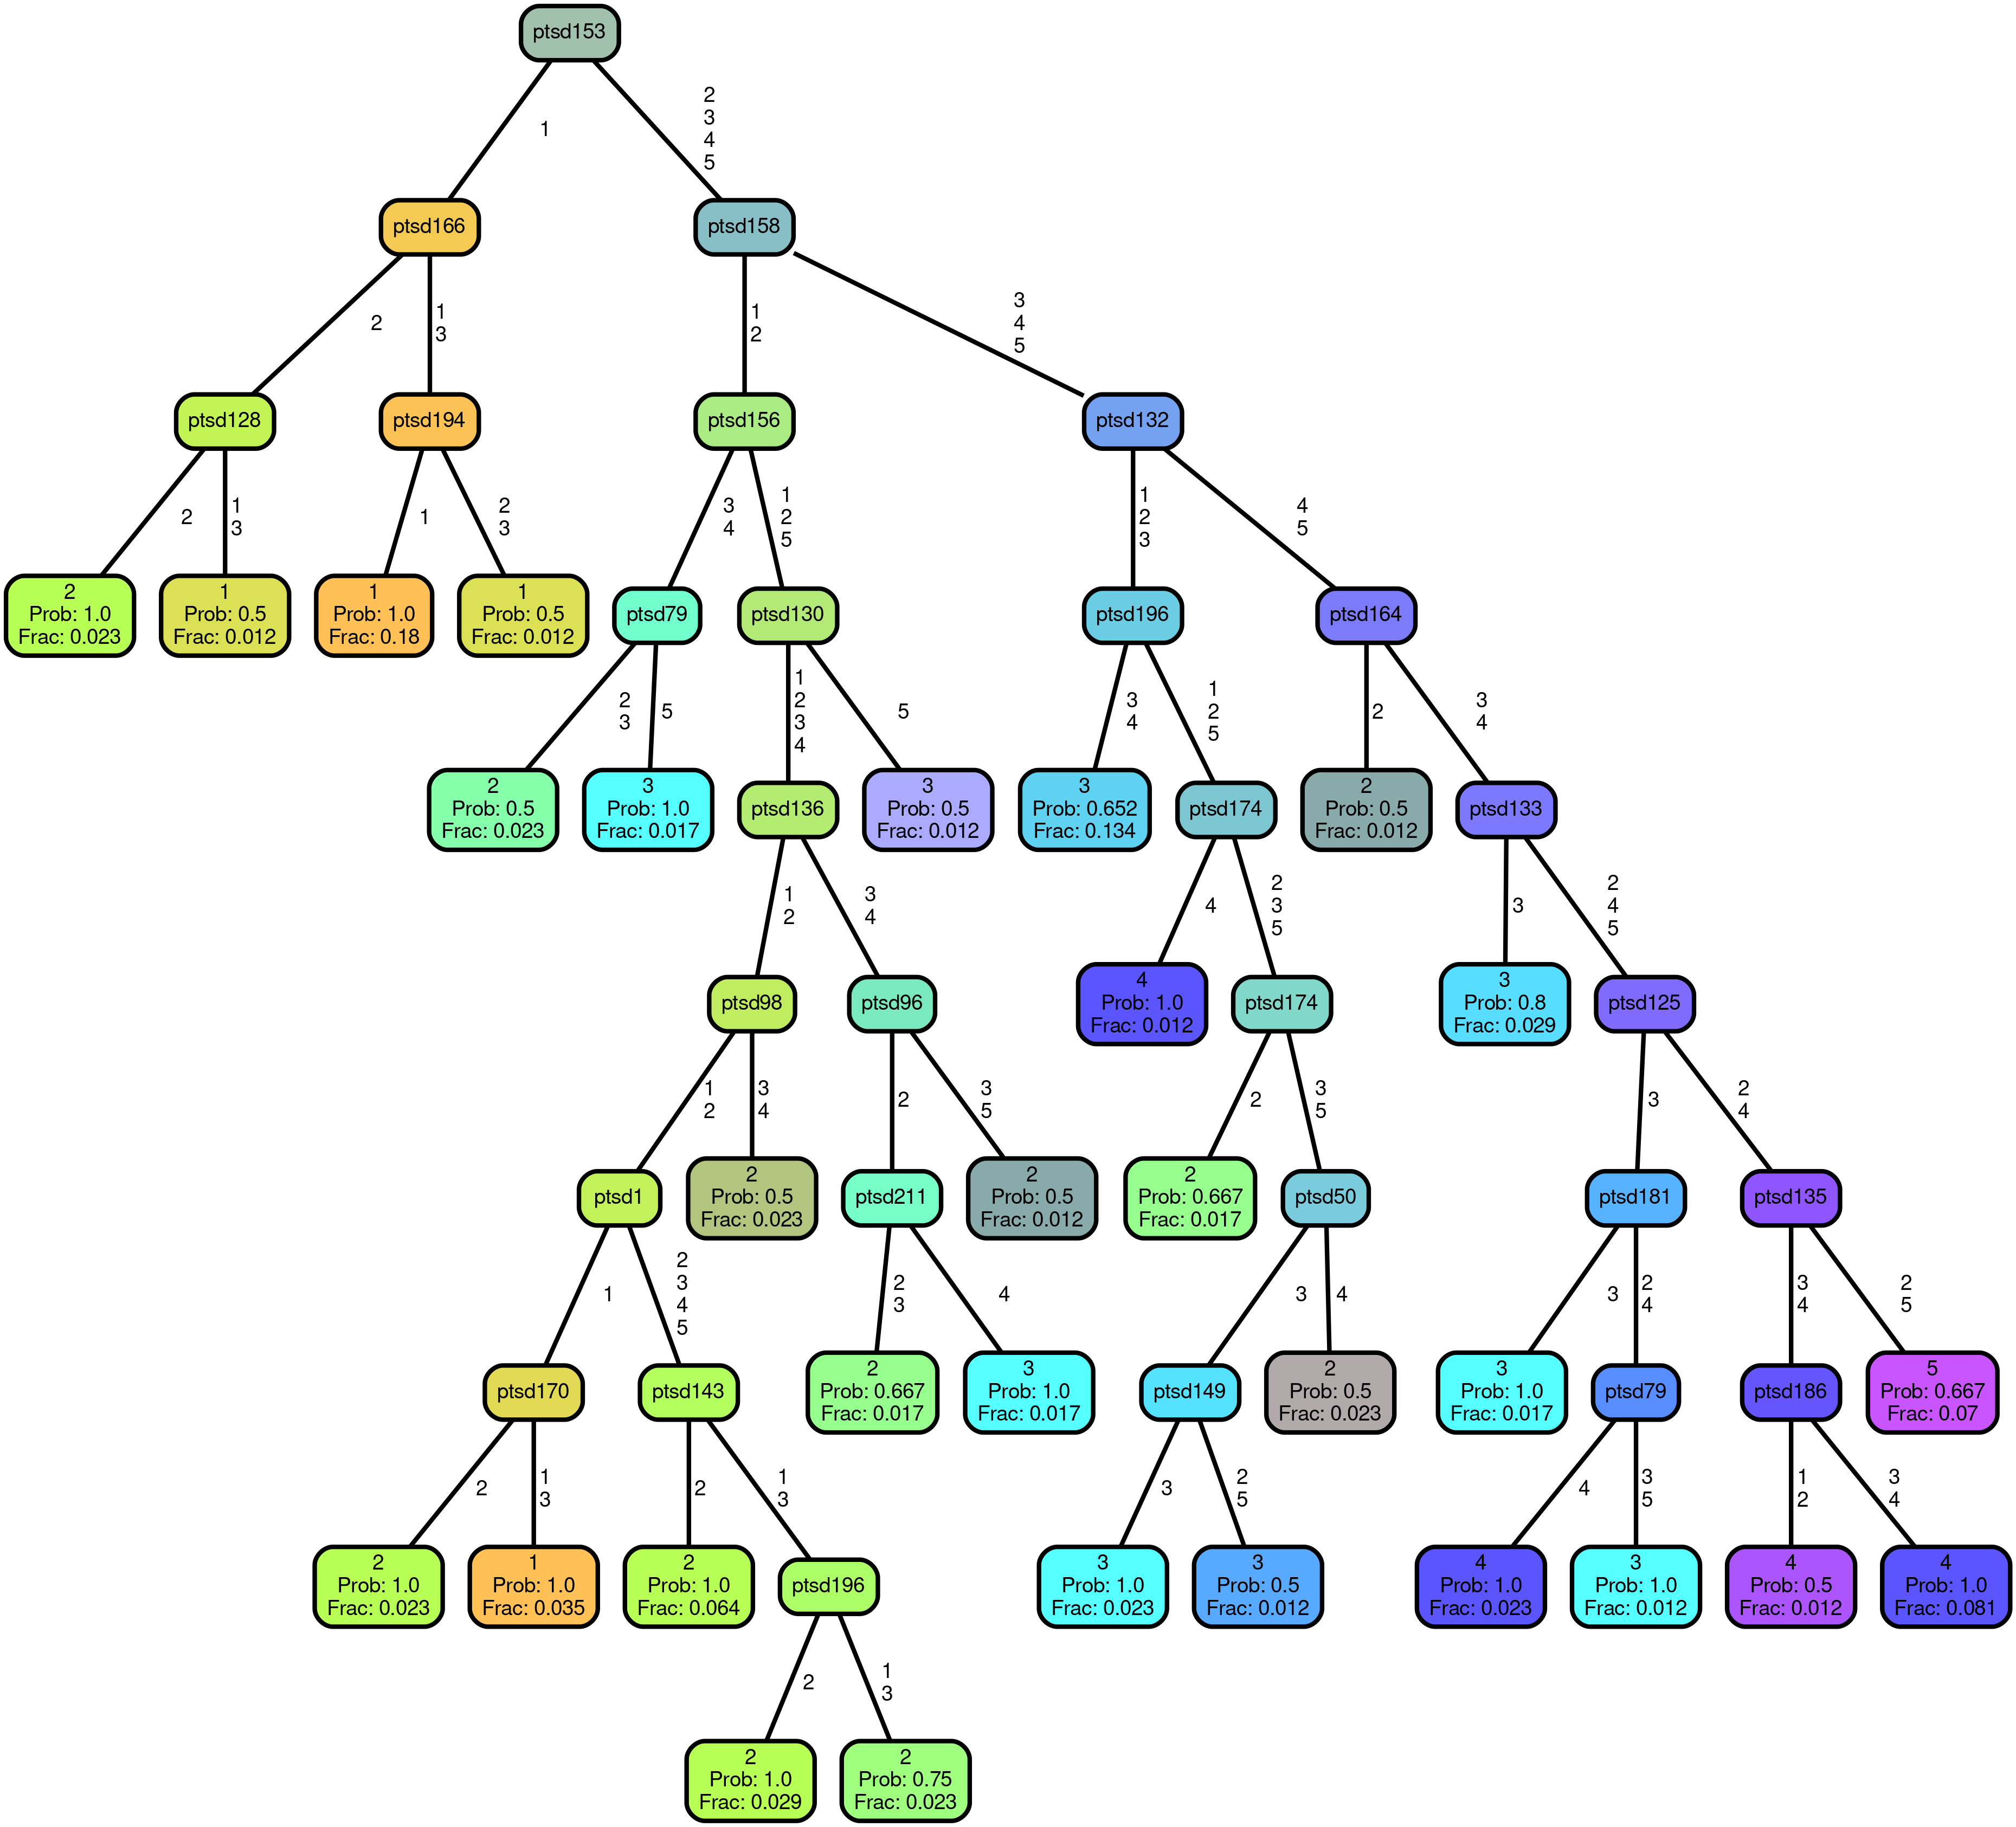 ptsd153
1
2
3
4
5
ptsd166
ptsd158
2
1
3
1
2
3
4
5
ptsd128
ptsd194
ptsd156
ptsd132
2
1
3
1
2
3
3
4
1
2
5
1
2
3
4
5
2
Prob: 1.0
Frac: 0.023
1
Prob: 0.5
Frac: 0.012
1
Prob: 1.0
Frac: 0.18
1
Prob: 0.5
Frac: 0.012
ptsd79
ptsd130
ptsd196
ptsd164
2
3
5
1
2
3
4
5
3
4
1
2
5
2
3
4
2
Prob: 0.5
Frac: 0.023
3
Prob: 1.0
Frac: 0.017
ptsd136
3
Prob: 0.5
Frac: 0.012
3
Prob: 0.652
Frac: 0.134
ptsd174
2
Prob: 0.5
Frac: 0.012
ptsd133
1
2
3
4
4
2
3
5
3
2
4
5
ptsd98
ptsd96
4
Prob: 1.0
Frac: 0.012
ptsd174
3
Prob: 0.8
Frac: 0.029
ptsd125
1
2
3
4
2
3
5
2
3
5
3
2
4
ptsd1
2
Prob: 0.5
Frac: 0.023
ptsd211
2
Prob: 0.5
Frac: 0.012
2
Prob: 0.667
Frac: 0.017
ptsd50
ptsd181
ptsd135
1
2
3
4
5
2
3
4
3
4
3
2
4
3
4
2
5
ptsd170
ptsd143
2
Prob: 0.667
Frac: 0.017
3
Prob: 1.0
Frac: 0.017
ptsd149
2
Prob: 0.5
Frac: 0.023
3
Prob: 1.0
Frac: 0.017
ptsd79
ptsd186
5
Prob: 0.667
Frac: 0.07
2
1
3
2
1
3
3
2
5
4
3
5
1
2
3
4
2
Prob: 1.0
Frac: 0.023
1
Prob: 1.0
Frac: 0.035
2
Prob: 1.0
Frac: 0.064
ptsd196
3
Prob: 1.0
Frac: 0.023
3
Prob: 0.5
Frac: 0.012
4
Prob: 1.0
Frac: 0.023
3
Prob: 1.0
Frac: 0.012
4
Prob: 0.5
Frac: 0.012
4
Prob: 1.0
Frac: 0.081
2
1
3
2
Prob: 1.0
Frac: 0.029
2
Prob: 0.75
Frac: 0.023